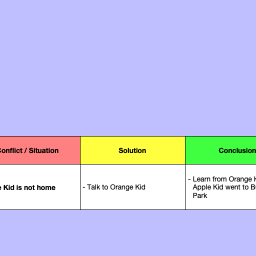 Conflict / Situation
Solution
Conclusion
Kid is not home
- Talk to Orange Kid
- Learn from Orange
Apple Kid went to
Park